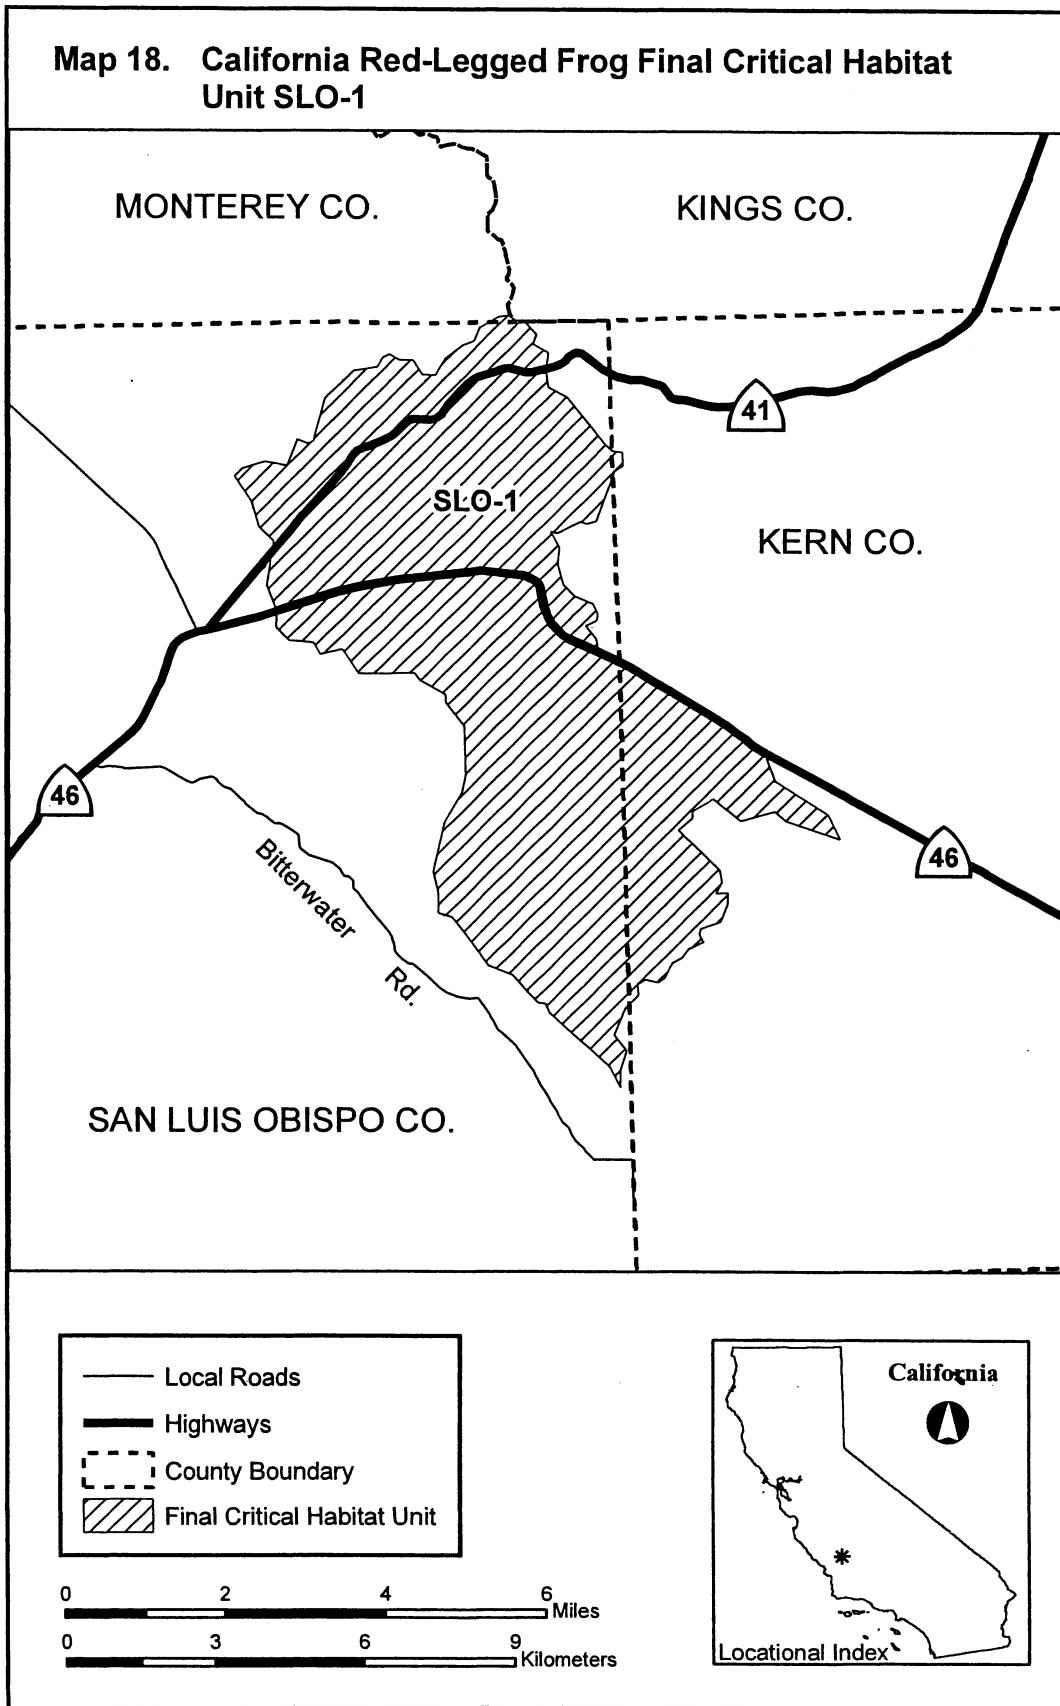 Map 18. California Red-Legged Frog Final Critical Habitat
Unit SLO-1
MONTEREY CO.
KINGS CO.
41
SLO-1
KERN CO.
46
46
Bitterwater
Rd.
SAN LUIS OBISPO CO.
Local Roads
Highways
County Boundary
Final Critical Habitat Unit
0 2 4 6
Miles
0 3 6 9
Kilometers
California
Locational Index